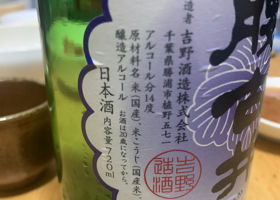 造者 吉野酒造株式会社
千葉県勝浦市植野五七一
アルコール分14度
原材料名 米(国産)、米こうじ(国産米)
醸造アルコール お酒は20歳になってから。
日本酒 内容量720ml
吉野